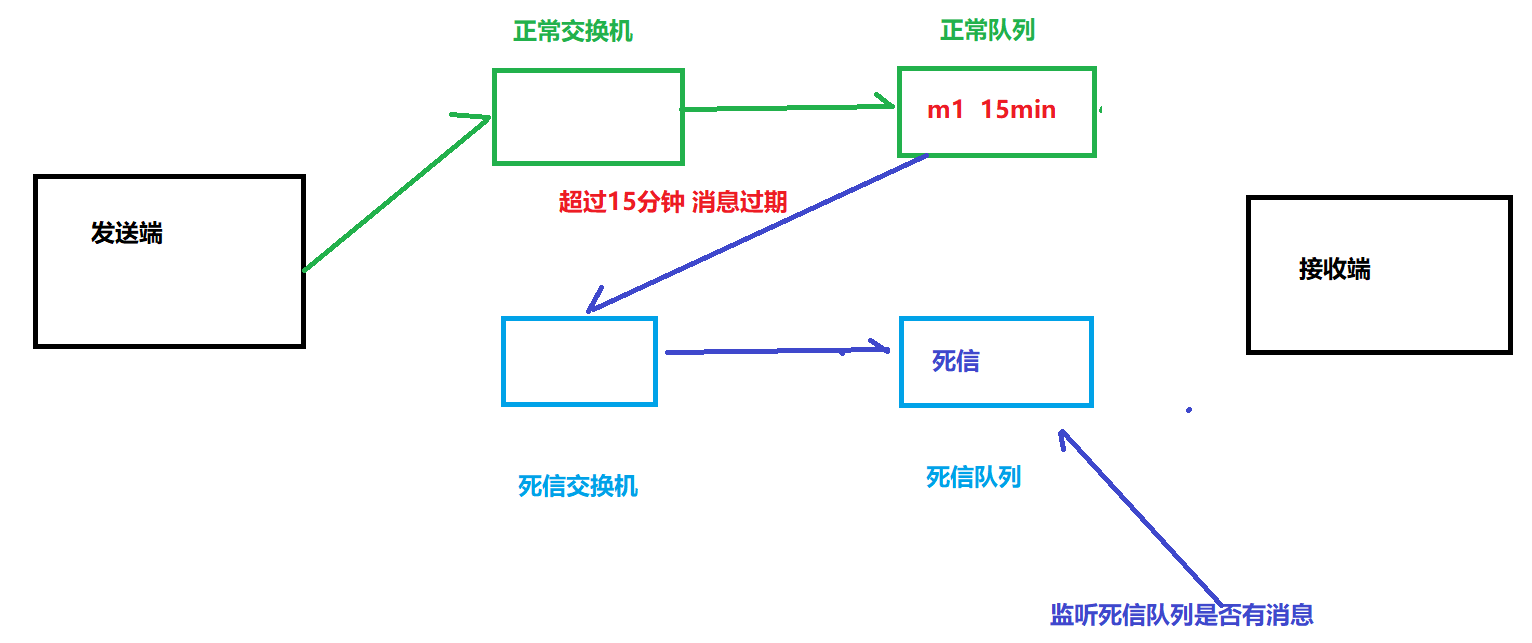 正常交换机
正常队列
m1 15min
超过15分钟 消息过期
发送端
接收端
死信
死信交换机
死信队列
监听死信队列是否有消息